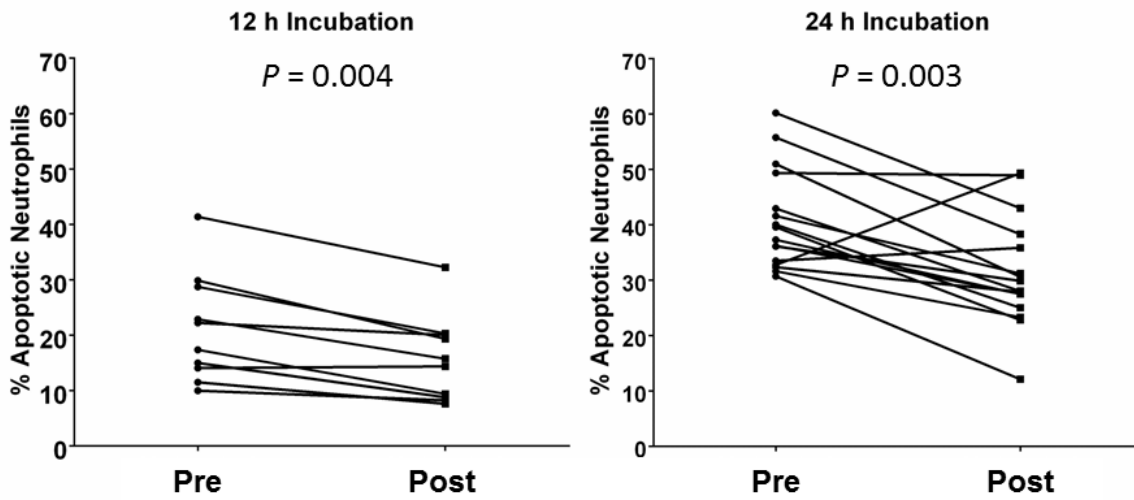 12 h Incubation
P = 0.004
% Apoptotic Neutrophils
70
60
50
40
30
20
10
0
Pre Post
24 h Incubation
P = 0.003
% Apoptotic Neutrophils
70
60
50
40
30
20
10
0
Pre Post